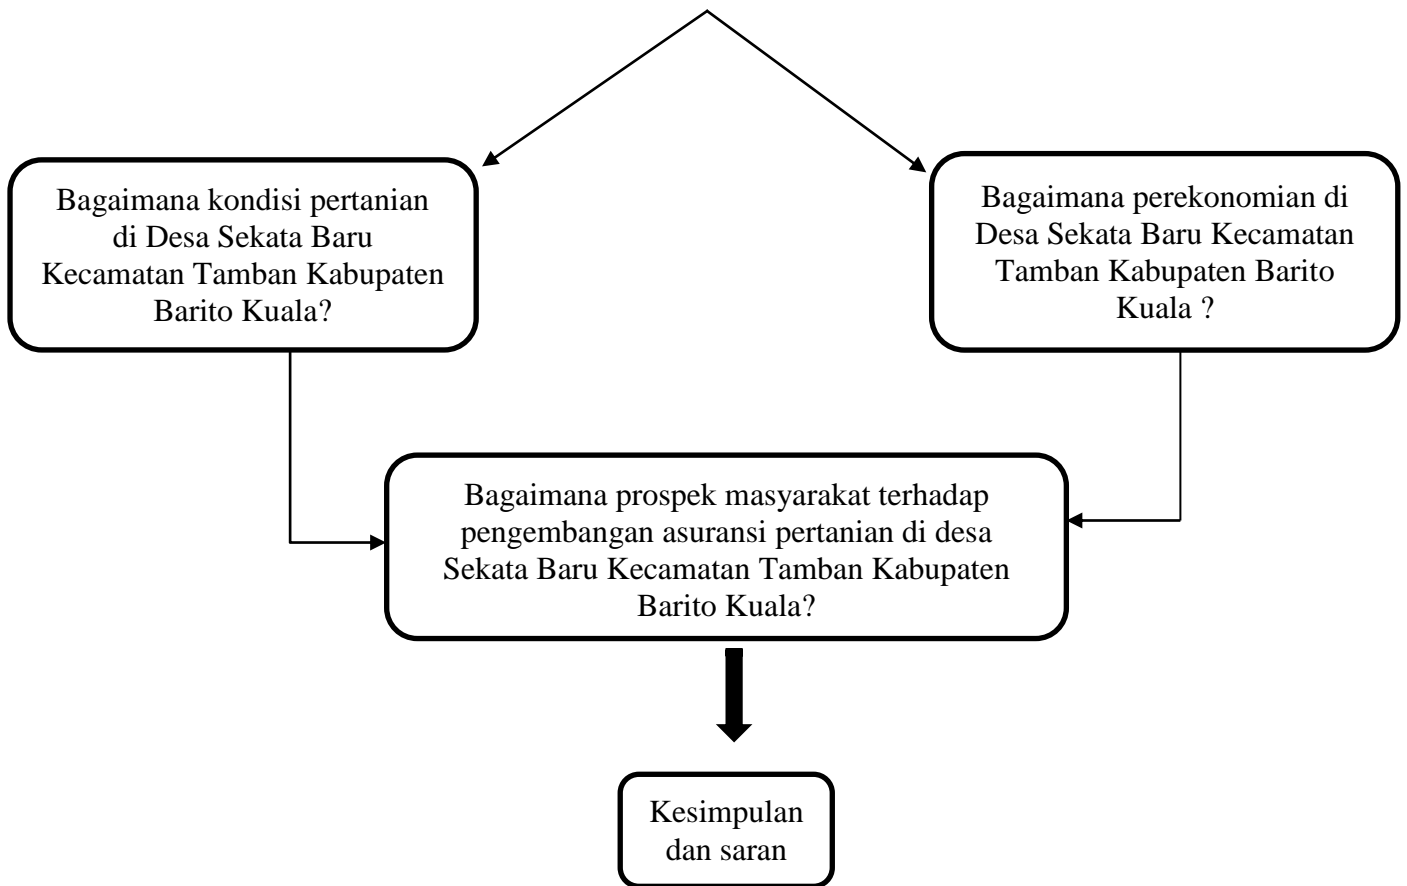 Bagaimana kondisi pertanian
di Desa Sekata Baru
Kecamatan Tamban Kabupaten
Barito Kuala?
Bagaimana perekonomian di
Desa Sekata Baru Kecamatan
Tamban Kabupaten Barito
Kuala ?
Bagaimana prospek masyarakat terhadap
pengembangan asuransi pertanian di desa
Sekata Baru Kecamatan Tamban Kabupaten
Barito Kuala?
Kesimpulan
dan saran